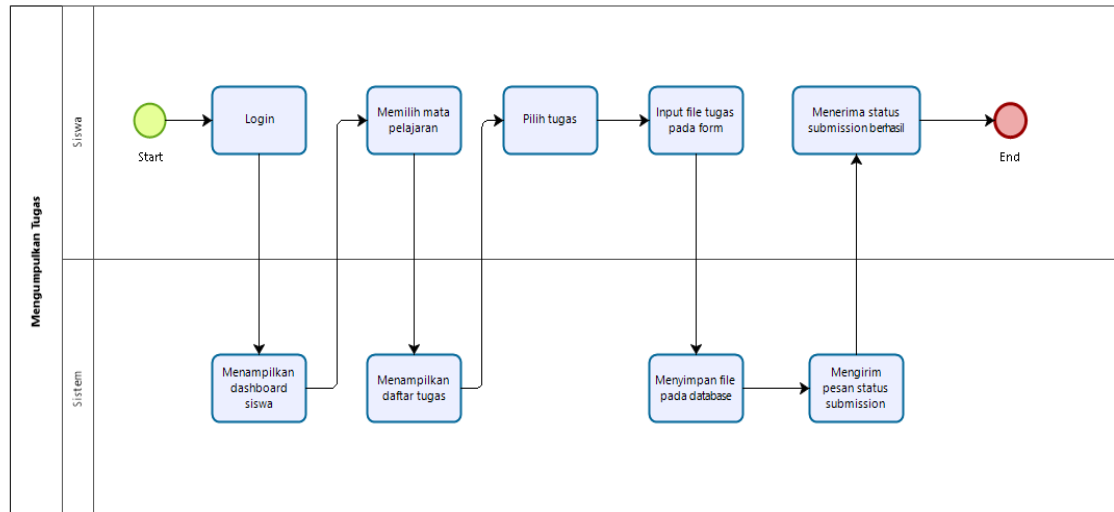 Mengumpulkan Tugas
Siswa
Start
Login
Memilih mata
pelajaran
Pilih tugas
Input file tugas
pada form
Menerima status
submission berhasil
End
Sistem
Menampilkan
dashboard
siswa
Menampilkan
daftar tugas
Menyimpan file
pada database
Mengirim
pesan status
submission